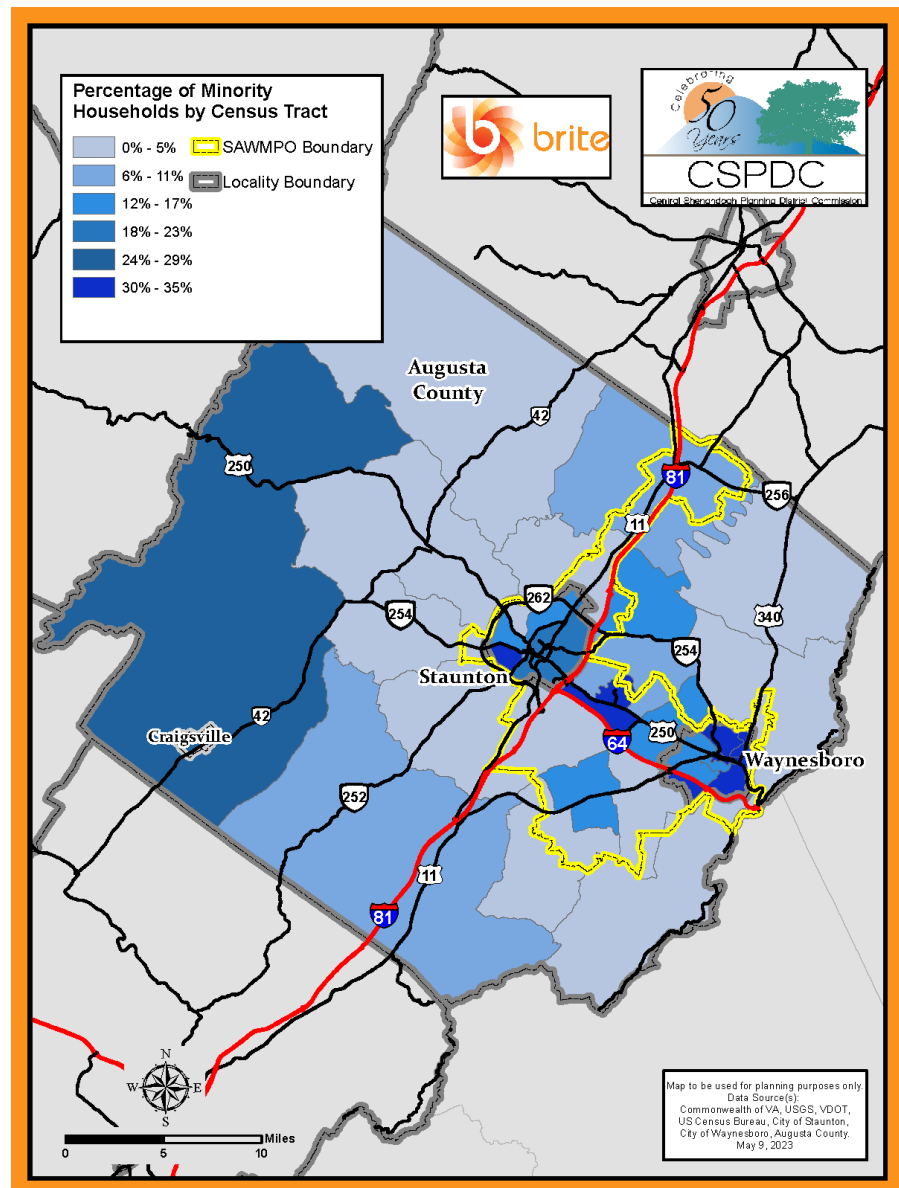 Percentage of Minority
Households by Census Tract
0% - 5%
6% - 11%
12% - 17%
18% - 23%
24% - 29%
30% - 35%
SAWMPO Boundary
Locality Boundary
b brite
Celebrating
50
Years
CSPDC
Central Shenandoah Planning District Commission
Augusta
County
42
250
81
256
11
262
254
340
254
Staunton
250
42
Craigsville
64
Waynesboro
252
11
81
N
W E
S
Miles
0 5 10
Map to be used for planning purposes only.
Data Source(s):
Commonwealth of VA, USGS, VDOT,
US Census Bureau, City of Staunton,
City of Waynesboro, Augusta County.
May 9, 2023